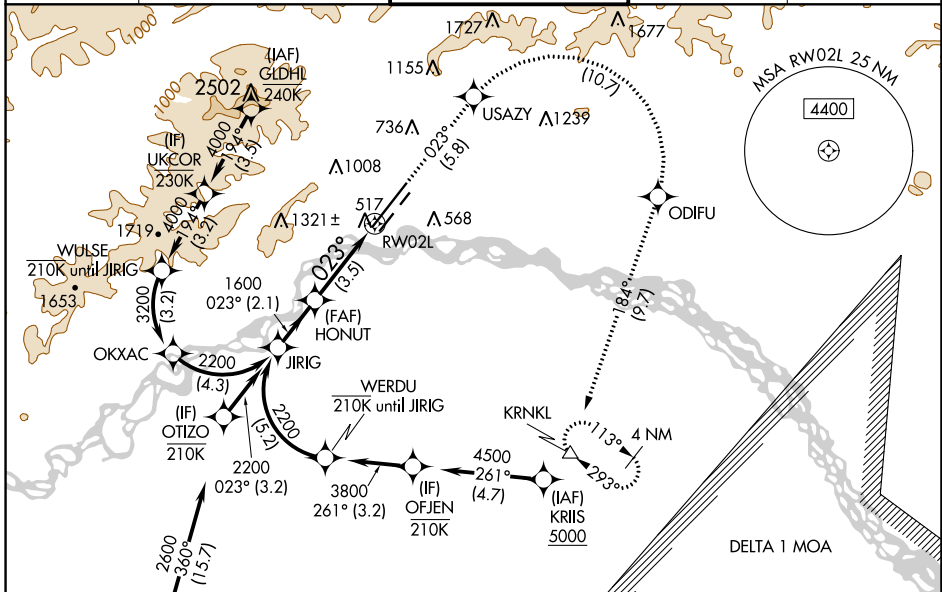 1000
1727
1677
(IAF)
GLDHL
240K
2502
1155
(10.7)
MSA RW02L 25 NM
4400
1000
4000
194°
(3.5)
USAZY
1239
736
023°
(5.8)
(IF)
UKCOR
230K
1008
4000
194°
(3.2)
517
1321 ±
568
ODIFU
1719
RW02L
WULSE
210K until JIRIG
023°
(3.5)
1653
3200
(3.2)
1600
023° (2.1)
(FAF)
HONUT
184°
(9.7)
OKXAC
2200
(4.3)
JIRIG
WERDU
210K until JIRIG
(IF)
OTIZO
210K
2200
(5.2)
KRNKL
113°
4 NM
293°
2200
023° (3.2)
4500
261°
(4.7)
3800
261° (3.2)
(IF)
OFJEN
210K
(IAF)
KRIIS
5000
2600
360°
(15.7)
DELTA 1 MOA